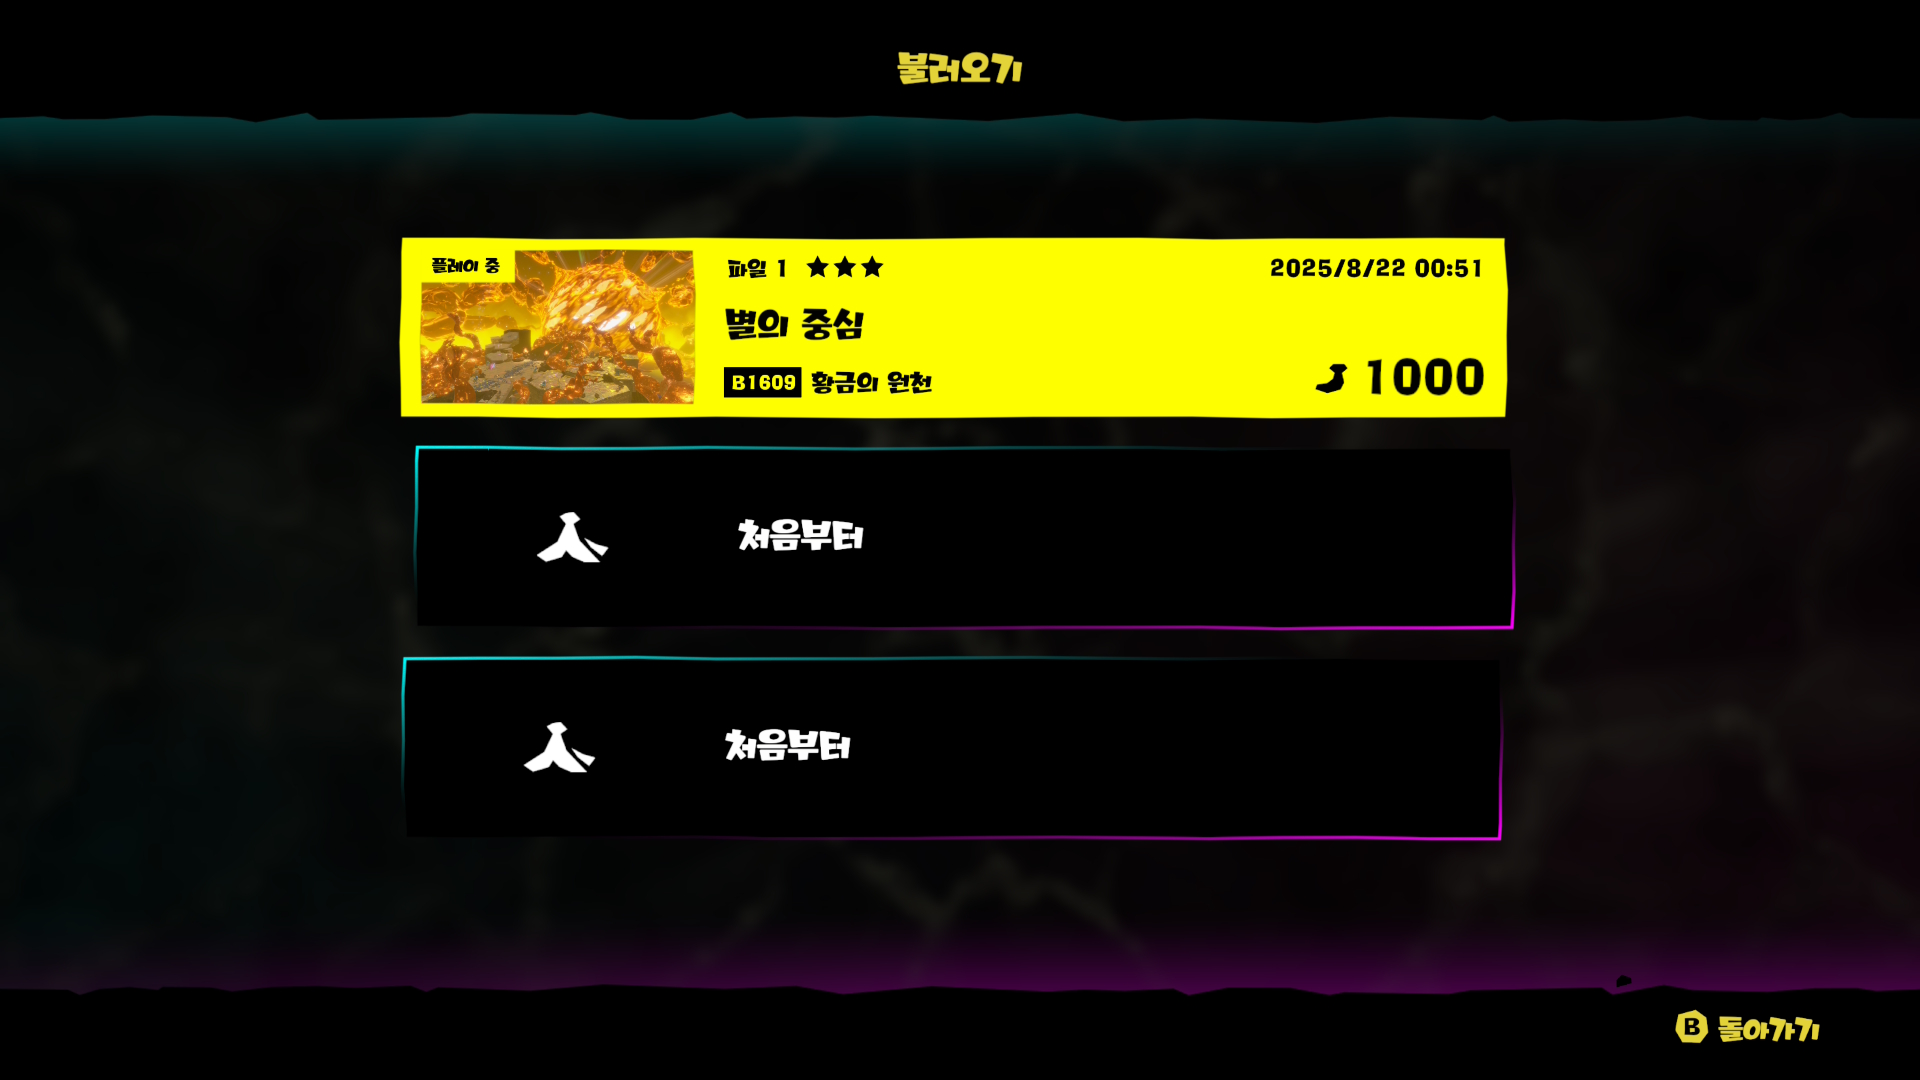 불러오기
플레이 중
파일 1 ★★★
2025/8/22 00:51
별의 중심
B1609 황금의 원천
1000
처음부터
처음부터
B 돌아가기